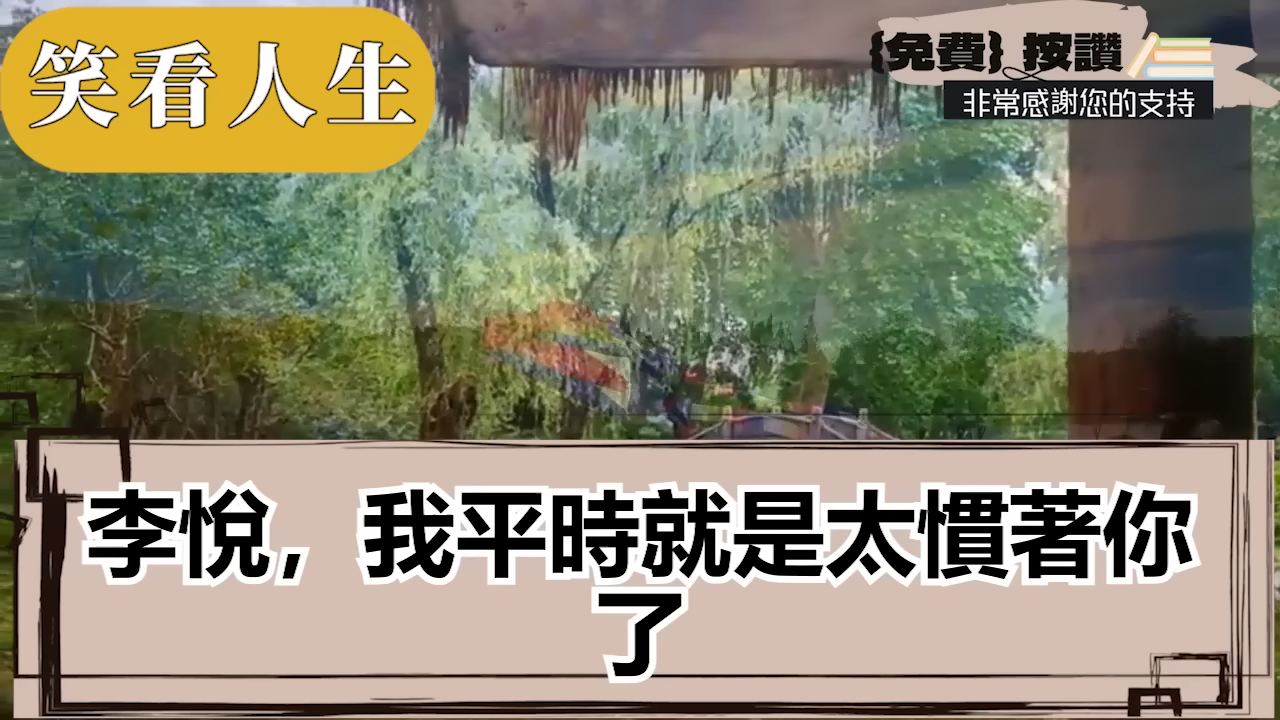 笑看人生
{免費} 按讚
非常感謝您的支持
李悅，我平時就是太慣著你
了